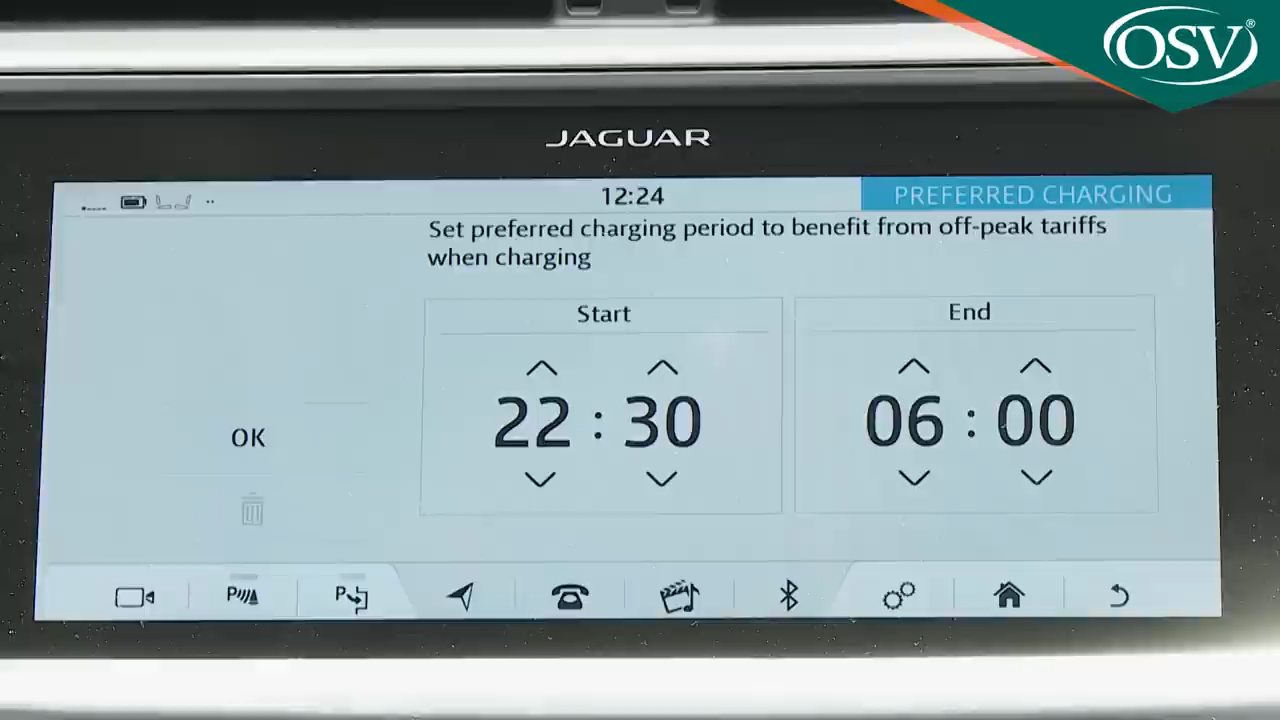 OSV®
JAGUAR
12:24
PREFERRED CHARGING
Set preferred charging period to benefit from off-peak tariffs
when charging
Start
End
22 : 30
06 : 00
OK
P
P